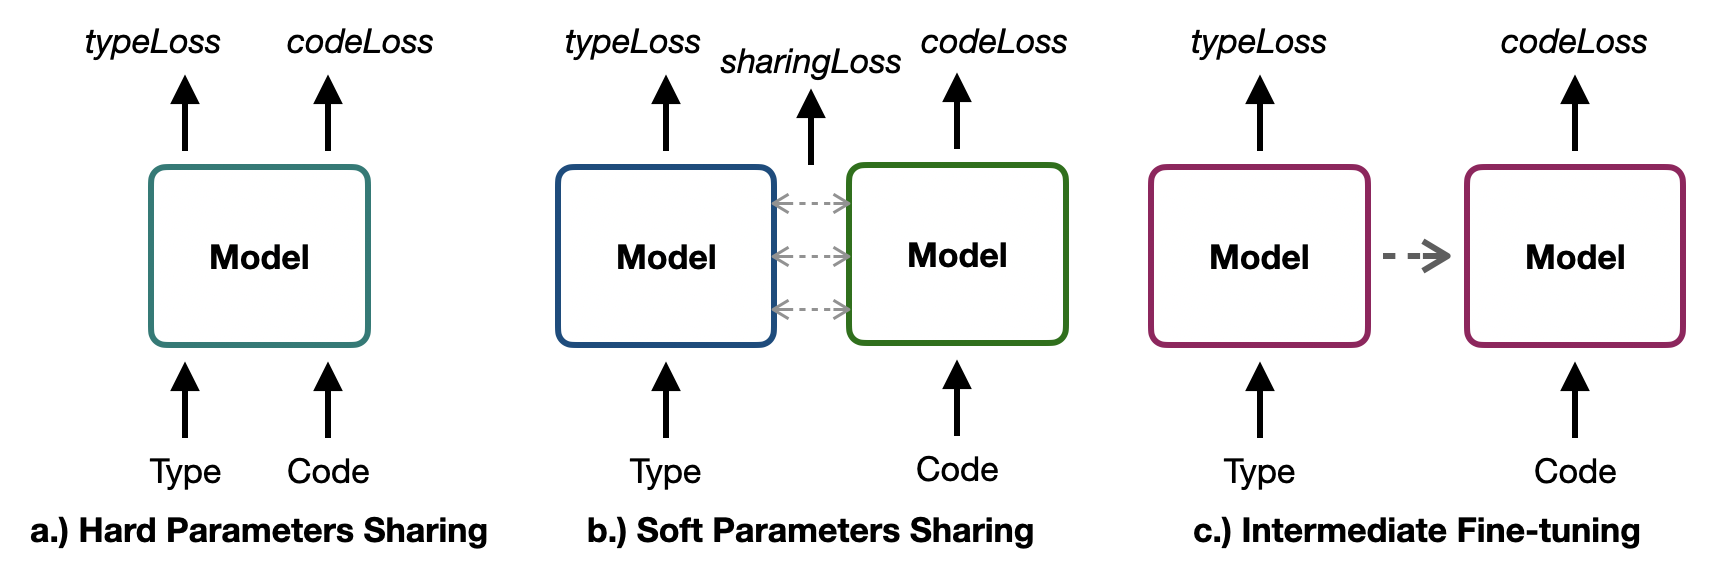 typeLoss codeLoss
Model
Type Code
a.) Hard Parameters Sharing
typeLoss sharingLoss codeLoss
Model Model
Type Code
b.) Soft Parameters Sharing
typeLoss codeLoss
Model Model
Type Code
c.) Intermediate Fine-tuning